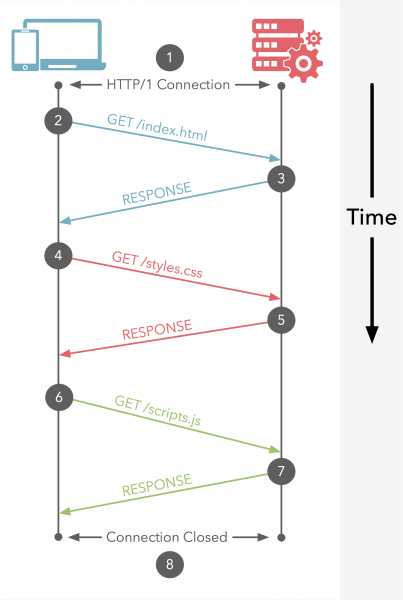 1
HTTP/1 Connection
2
GET /index.html
3
RESPONSE
Time
4
GET /styles.css
5
RESPONSE
6
GET /scripts.js
7
RESPONSE
Connection Closed
8